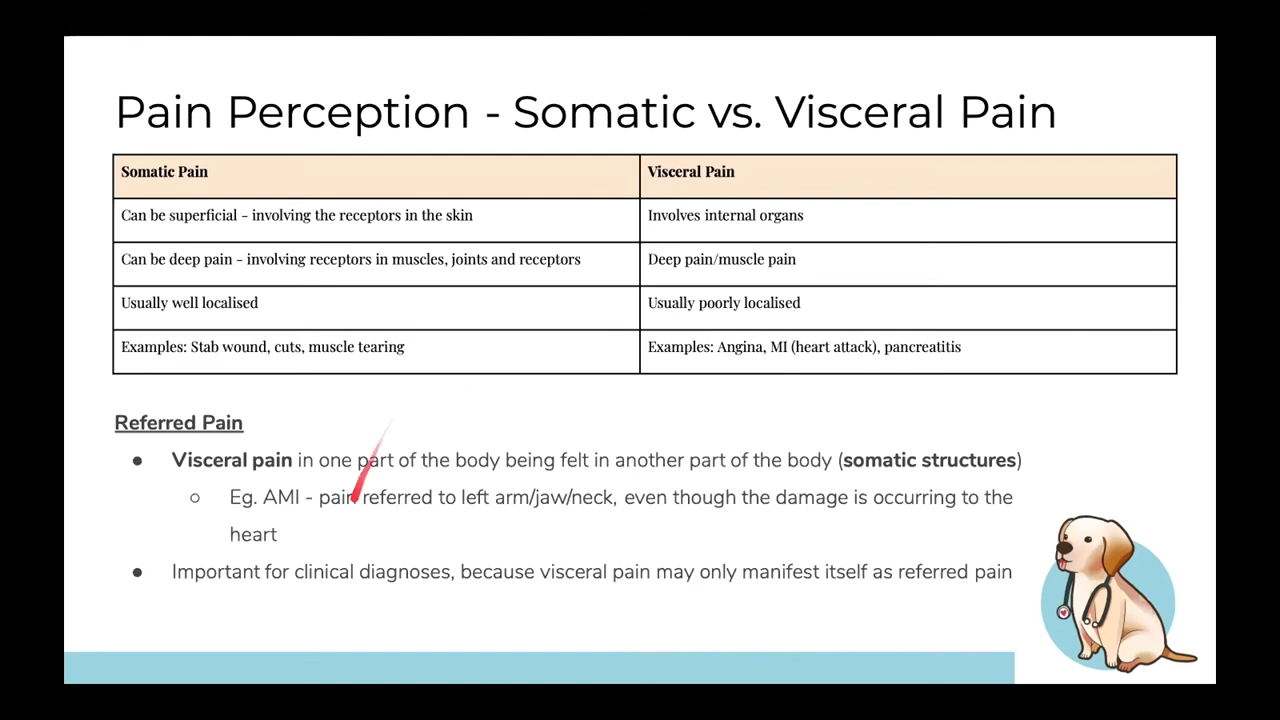 Pain Perception - Somatic vs. Visceral Pain
Somatic Pain
Visceral Pain
Can be superficial - involving the receptors in the skin
Involves internal organs
Can be deep pain - involving receptors in muscles, joints and receptors
Deep pain/muscle pain
Usually well localised
Usually poorly localised
Examples: Stab wound, cuts, muscle tearing
Examples: Angina, MI (heart attack), pancreatitis
Referred Pain
● Visceral pain in one part of the body being felt in another part of the body (somatic structures)
○ Eg. AMI - pain referred to left arm/jaw/neck, even though the damage is occurring to the
heart
● Important for clinical diagnoses, because visceral pain may only manifest itself as referred pain